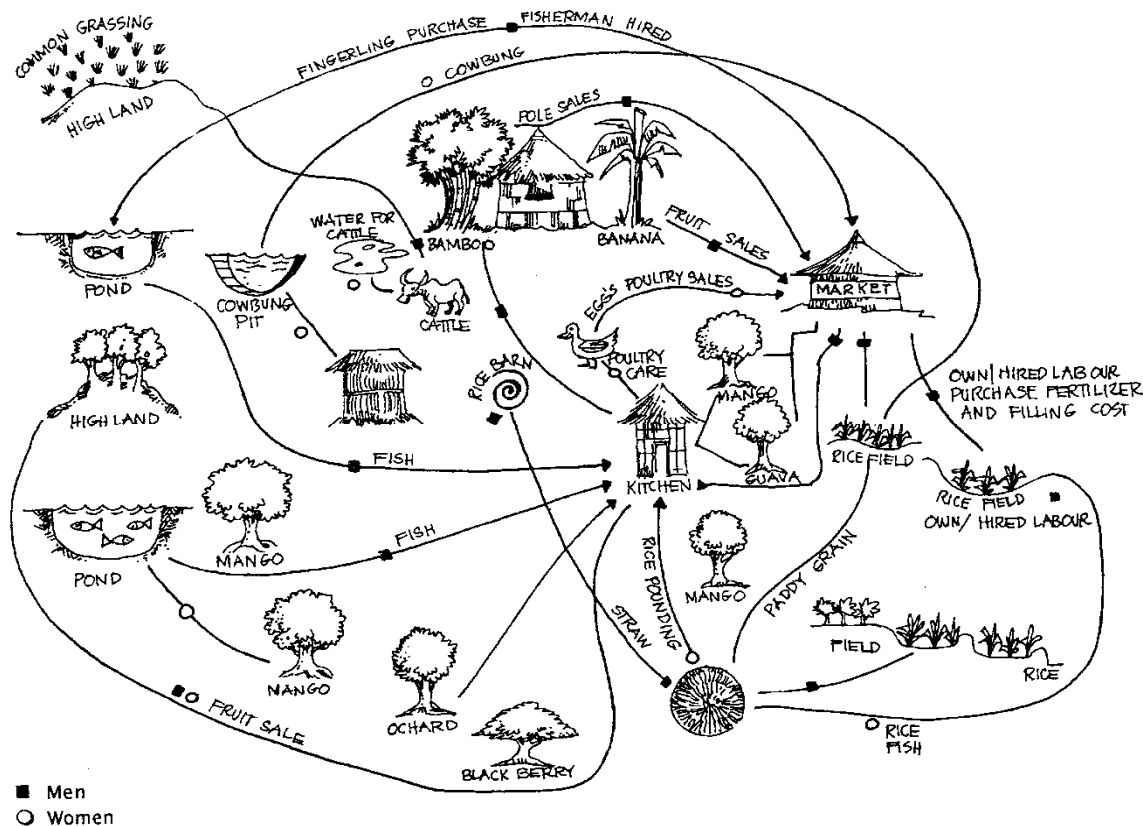 COMMON GRASSING
HIGH LAND
FINGERLING PURCHASE
FISHERMAN HIRED
COWBUNG
POLE SALES
WATER FOR
CATTLE
BAMBOO
BANANA
FRUIT SALES
POND
COWBUNG
PIT
CATTLE
MARKET
EGG'S POULTRY SALES
POULTRY
CARE
MANGO
RICE BARN
HIGH LAND
OWN/HIRED LABOUR
PURCHASE FERTILIZER
AND FILLING COST
RICE FIELD
FISH
KITCHEN
GUAVA
RICE FIELD
OWN/HIRED LABOUR
MANGO
FISH
POND
MANGO
RICE POUNDING
PADDY GRAIN
STRAW
MANGO
FIELD
RICE
OCHARD
FRUIT SALE
BLACK BERRY
RICE
FISH
Men
Women